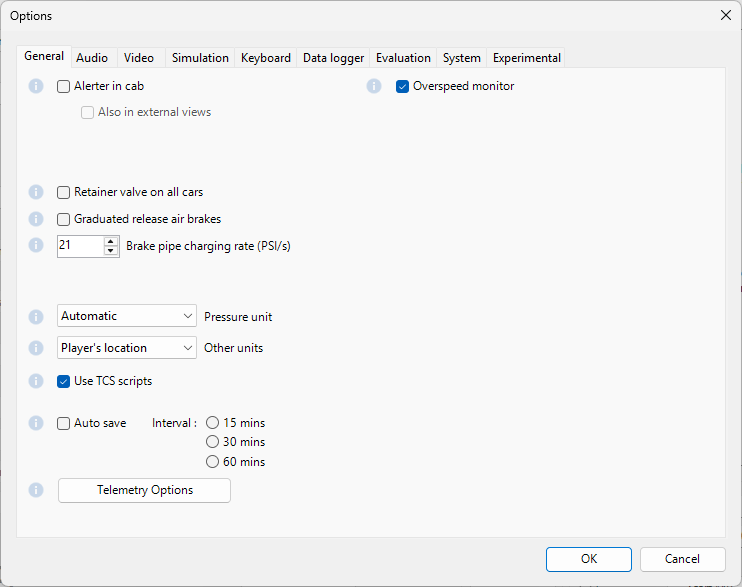 Options
General Audio Video Simulation Keyboard Data logger Evaluation System Experimental
Alerter in cab
Overspeed monitor
Also in external views
Retainer valve on all cars
Graduated release air brakes
21 Brake pipe charging rate (PSI/s)
Automatic Pressure unit
Player's location Other units
Use TCS scripts
Auto save Interval : 15 mins
30 mins
60 mins
Telemetry Options
OK Cancel